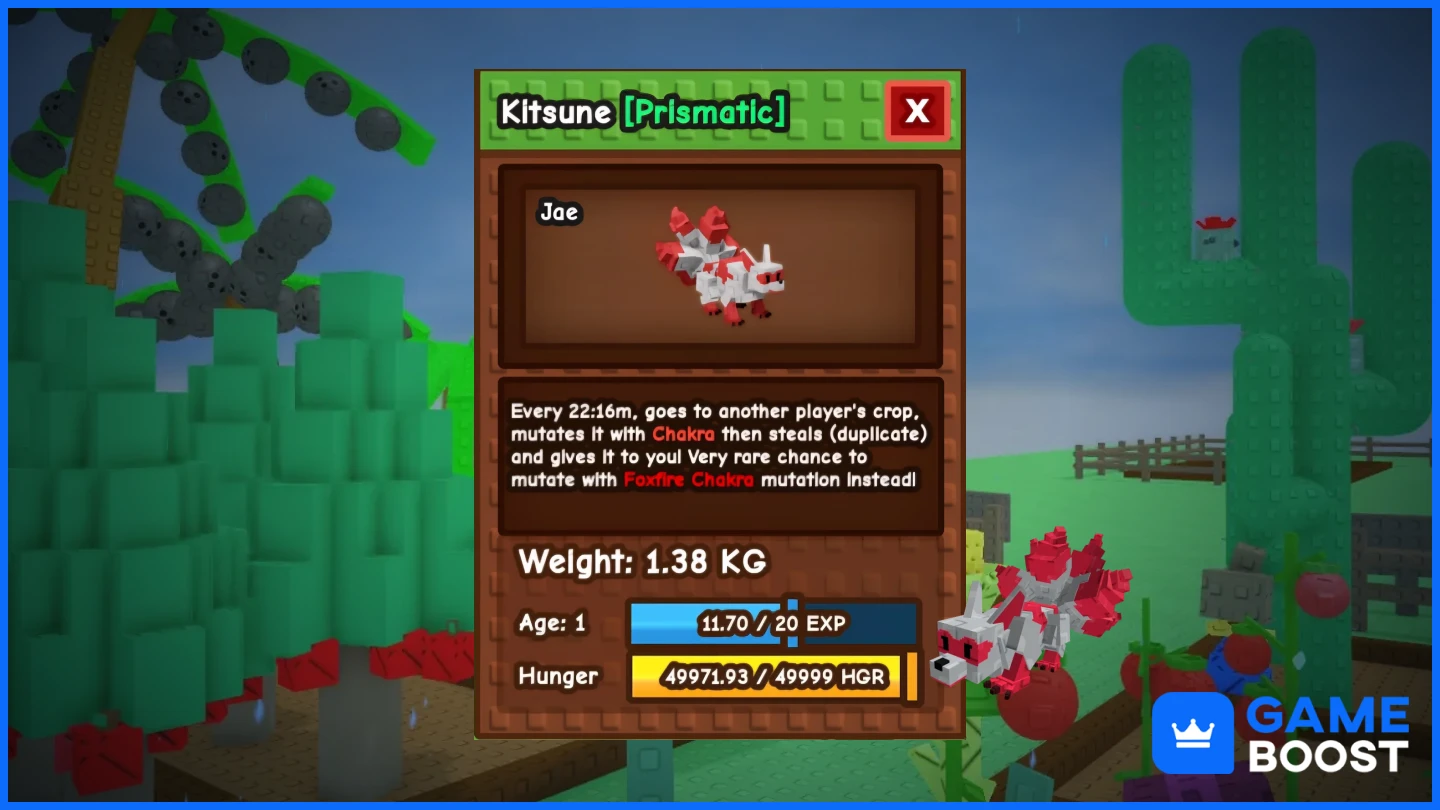 Kitsune [Prismatic]
X
Jae
Every 22:16m, goes to another player's crop,
mutates it with Chakra then steals (duplicate)
and gives it to you! Very rare chance to
mutate with Foxfire Chakra mutation instead!
Weight: 1.38 KG
Age: 1
11.70 / 20 EXP
Hunger
49971.93 / 49999 HGR
GAME
BOOST